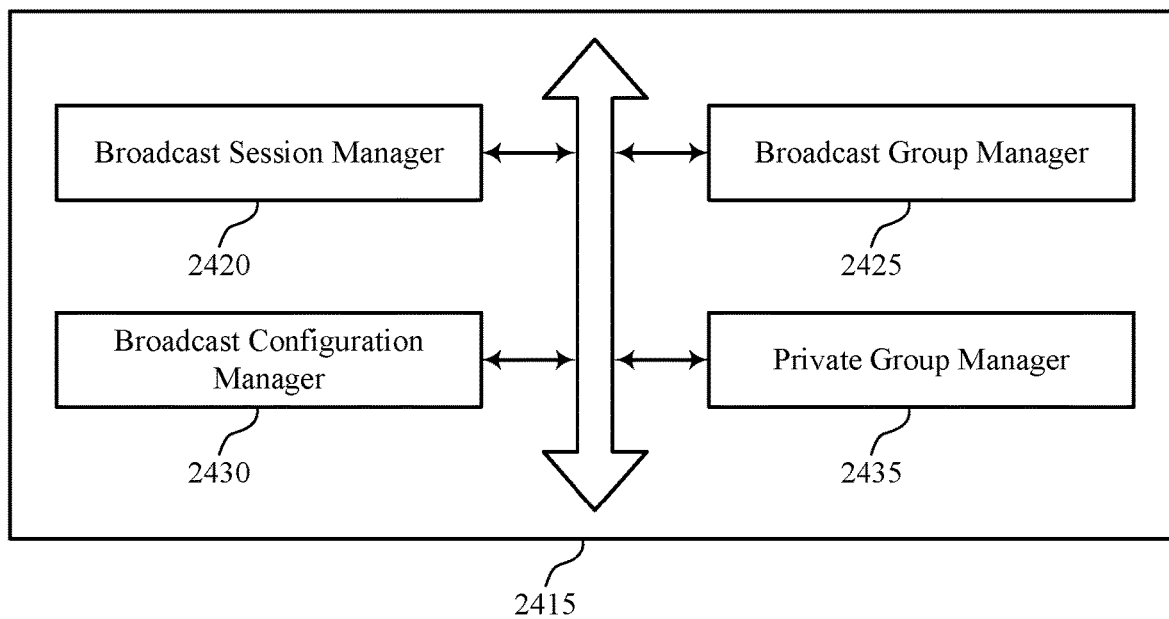 Broadcast Session Manager
2420
Broadcast Group Manager
2425
Broadcast Configuration
Manager
2430
Private Group Manager
2435
2415